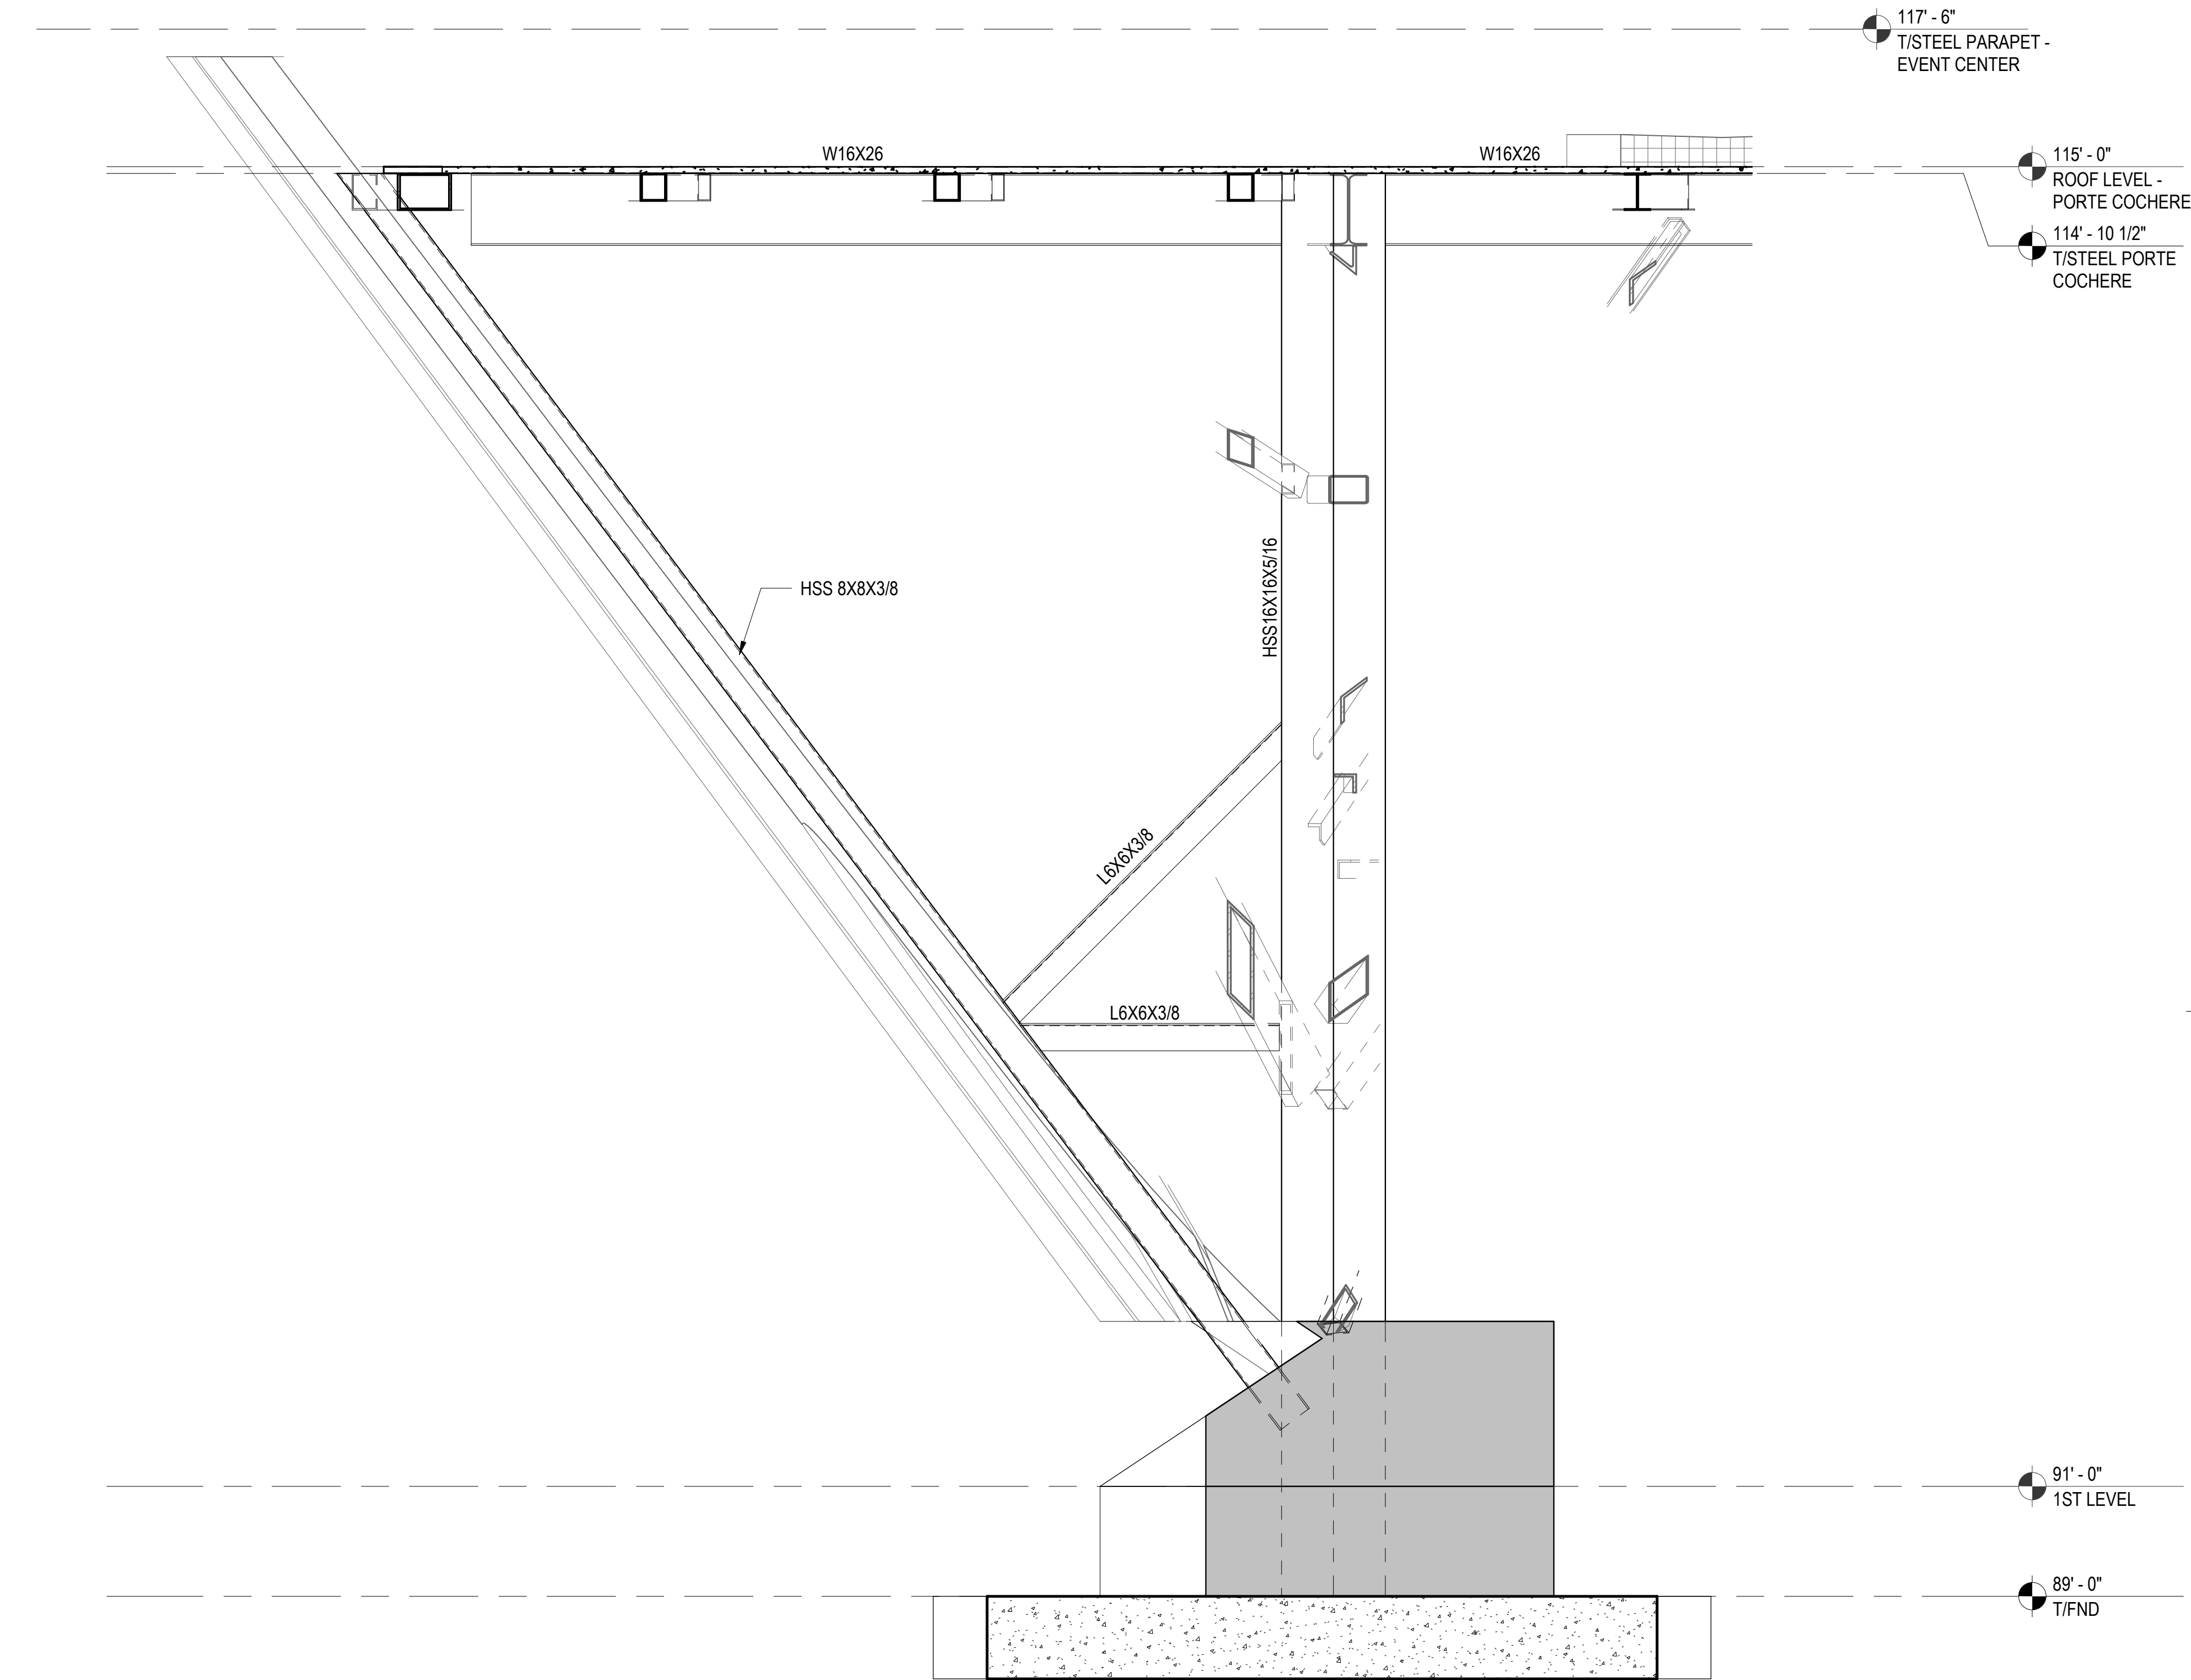 117' - 6"
T/STEEL PARAPET -
EVENT CENTER
W16X26
W16X26
115' - 0"
ROOF LEVEL -
PORTE COCHERE
114' - 10 1/2"
T/STEEL PORTE
COCHERE
HSS 8X8X3/8
HSS16X16X5/16
L6X6X3/8
L6X6X3/8
91' - 0"
1ST LEVEL
89' - 0"
T/FND